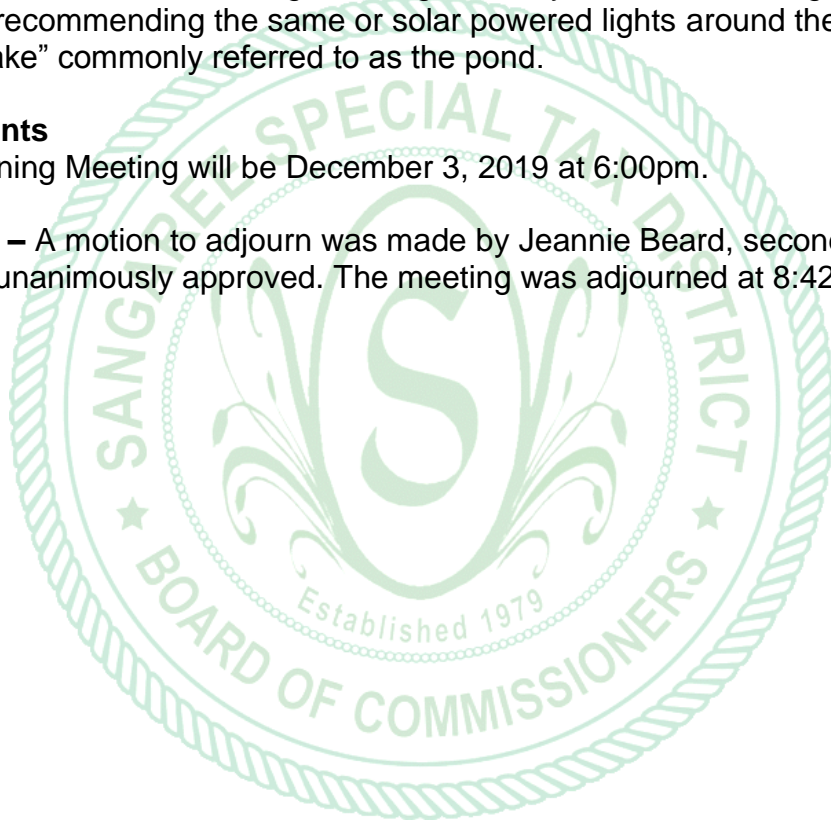 recommending the same or solar powered lights around the
ake” commonly referred to as the pond.
nts
ning Meeting will be December 3, 2019 at 6:00pm.
– A motion to adjourn was made by Jeannie Beard, second
unanimously approved. The meeting was adjourned at 8:42
SANGAREE SPECIAL TAX DISTRICT
S
Established 1979
★ BOARD OF COMMISSIONERS ★